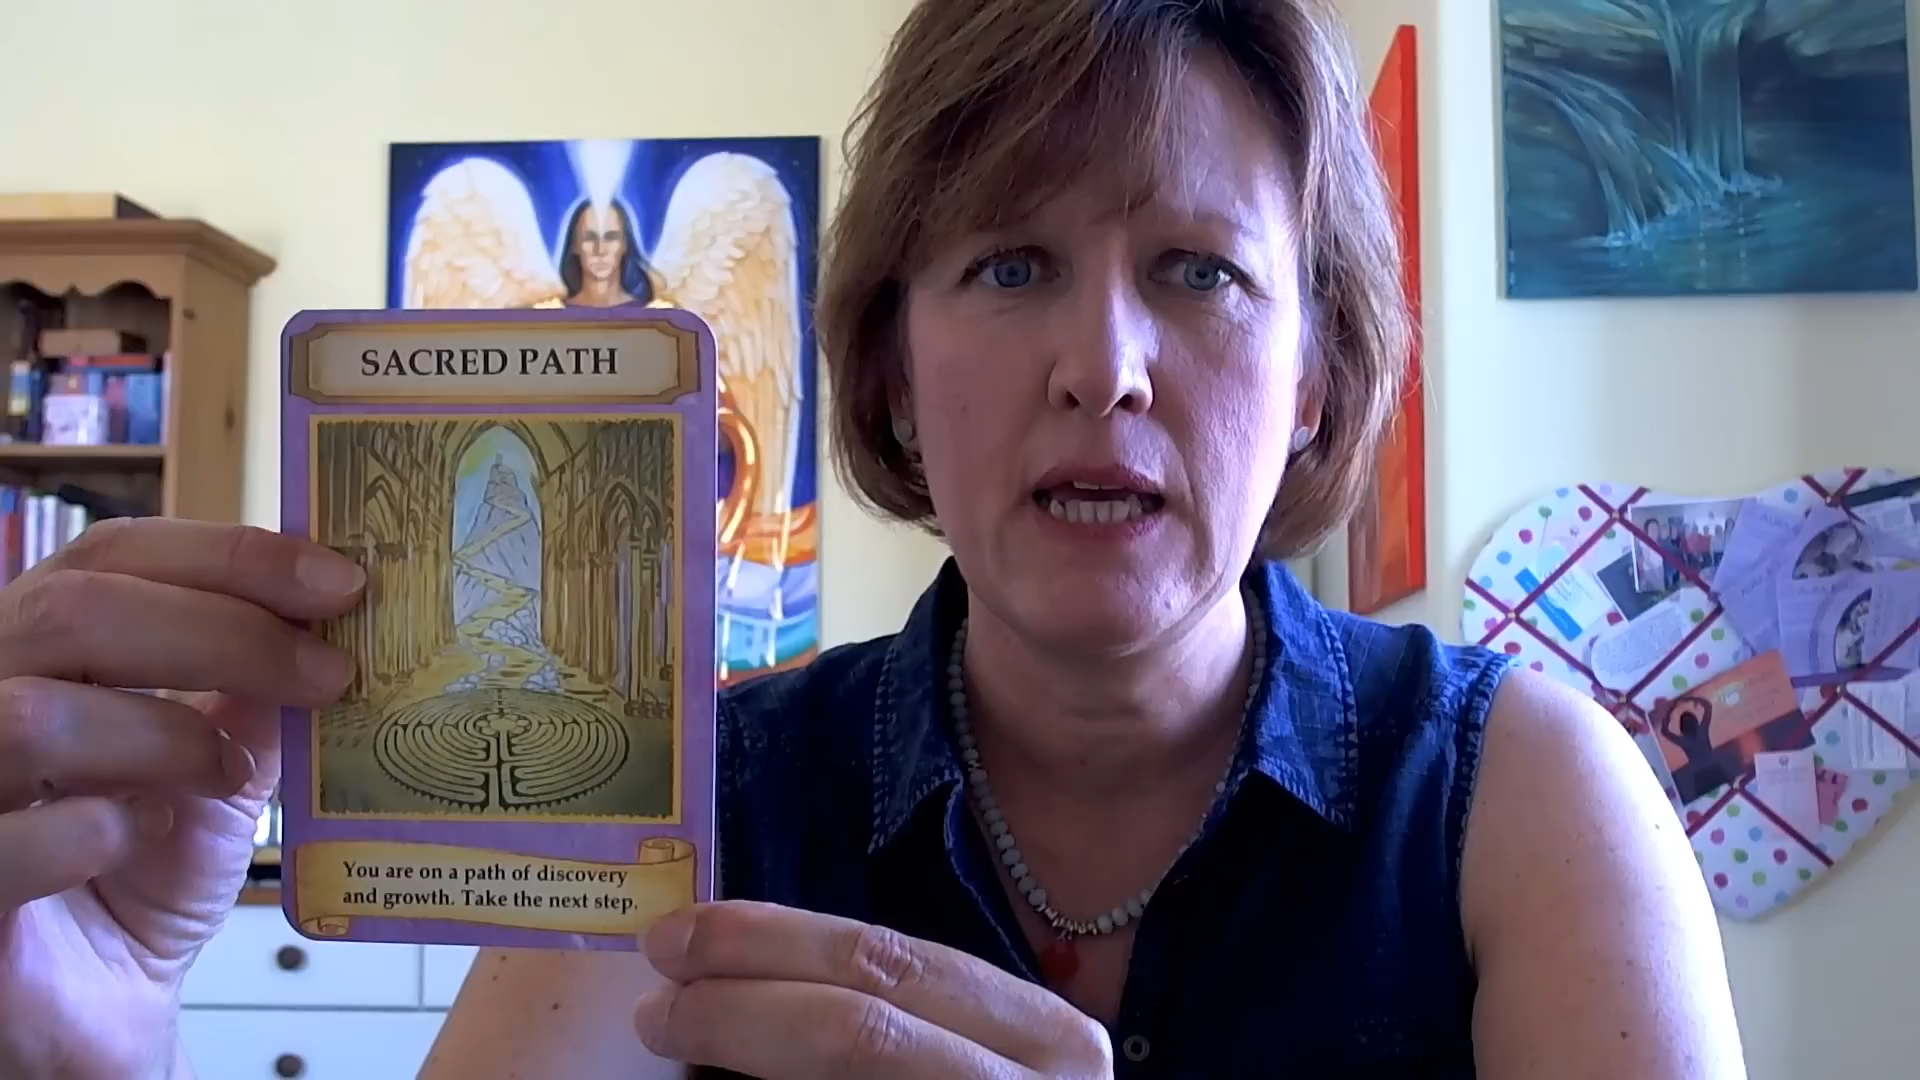 SACRED PATH
You are on a path of discovery
and growth. Take the next step.